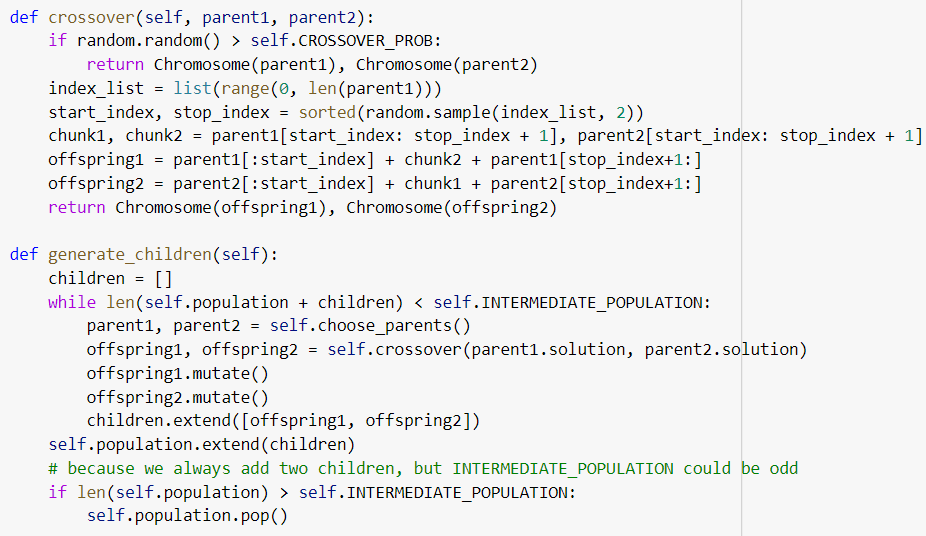 def crossover(self, parent1, parent2):
    if random.random() > self.CROSSOVER_PROB:
        return Chromosome(parent1), Chromosome(parent2)
    index_list = list(range(0, len(parent1)))
    start_index, stop_index = sorted(random.sample(index_list, 2))
    chunk1, chunk2 = parent1[start_index: stop_index + 1], parent2[start_index: stop_index + 1]
    offspring1 = parent1[:start_index] + chunk2 + parent1[stop_index+1:]
    offspring2 = parent2[:start_index] + chunk1 + parent2[stop_index+1:]
    return Chromosome(offspring1), Chromosome(offspring2)

def generate_children(self):
    children = []
    while len(self.population + children) < self.INTERMEDIATE_POPULATION:
        parent1, parent2 = self.choose_parents()
        offspring1, offspring2 = self.crossover(parent1.solution, parent2.solution)
        offspring1.mutate()
        offspring2.mutate()
        children.extend([offspring1, offspring2])
    self.population.extend(children)
    # because we always add two children, but INTERMEDIATE_POPULATION could be odd
    if len(self.population) > self.INTERMEDIATE_POPULATION:
        self.population.pop()